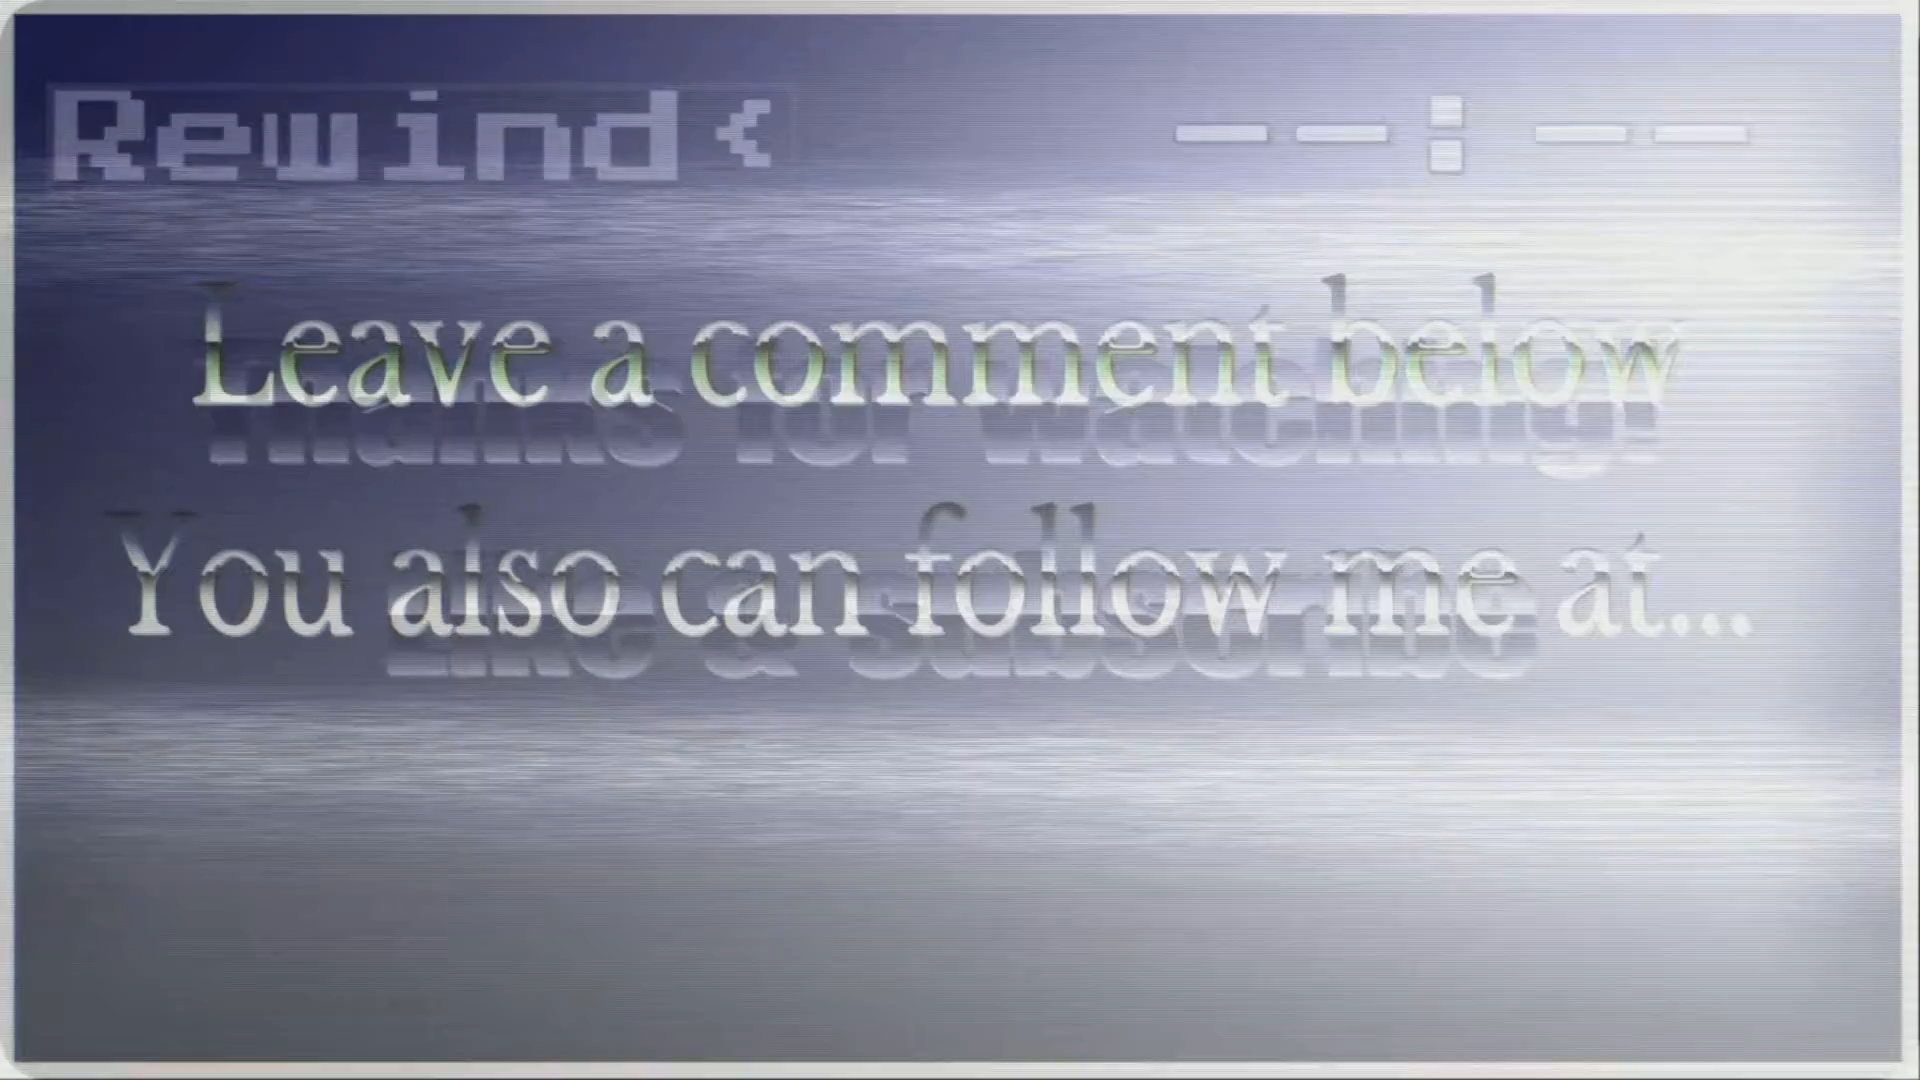 Rewind< --:--
Leave a comment below
Thanks for watching!
You also can follow me at...
Like & subscribe